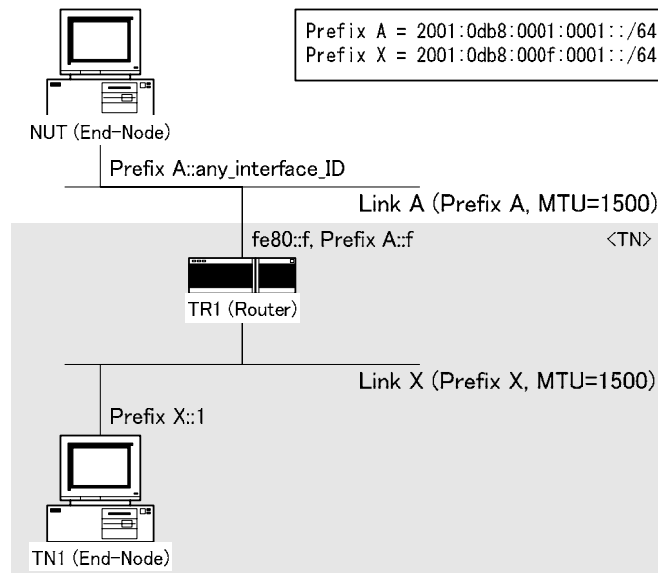 Prefix A = 2001:0db8:0001:0001::/64
Prefix X = 2001:0db8:000f:0001::/64
NUT (End-Node)
Prefix A::any_interface_ID
Link A (Prefix A, MTU=1500)
fe80::f, Prefix A::f
<TN>
TR1 (Router)
Link X (Prefix X, MTU=1500)
Prefix X::1
TN1 (End-Node)